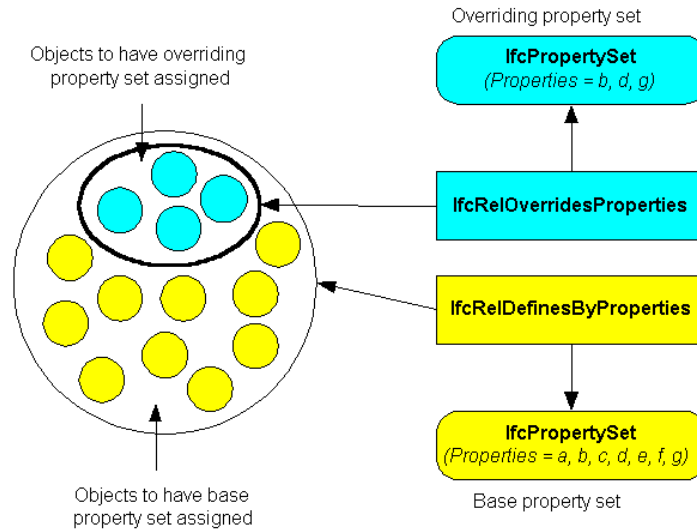 Overriding property set
Objects to have overriding
property set assigned
IfcPropertySet
(Properties = b, d, g)
IfcRelOverridesProperties
IfcRelDefinesByProperties
IfcPropertySet
(Properties = a, b, c, d, e, f, g)
Objects to have base
property set assigned
Base property set